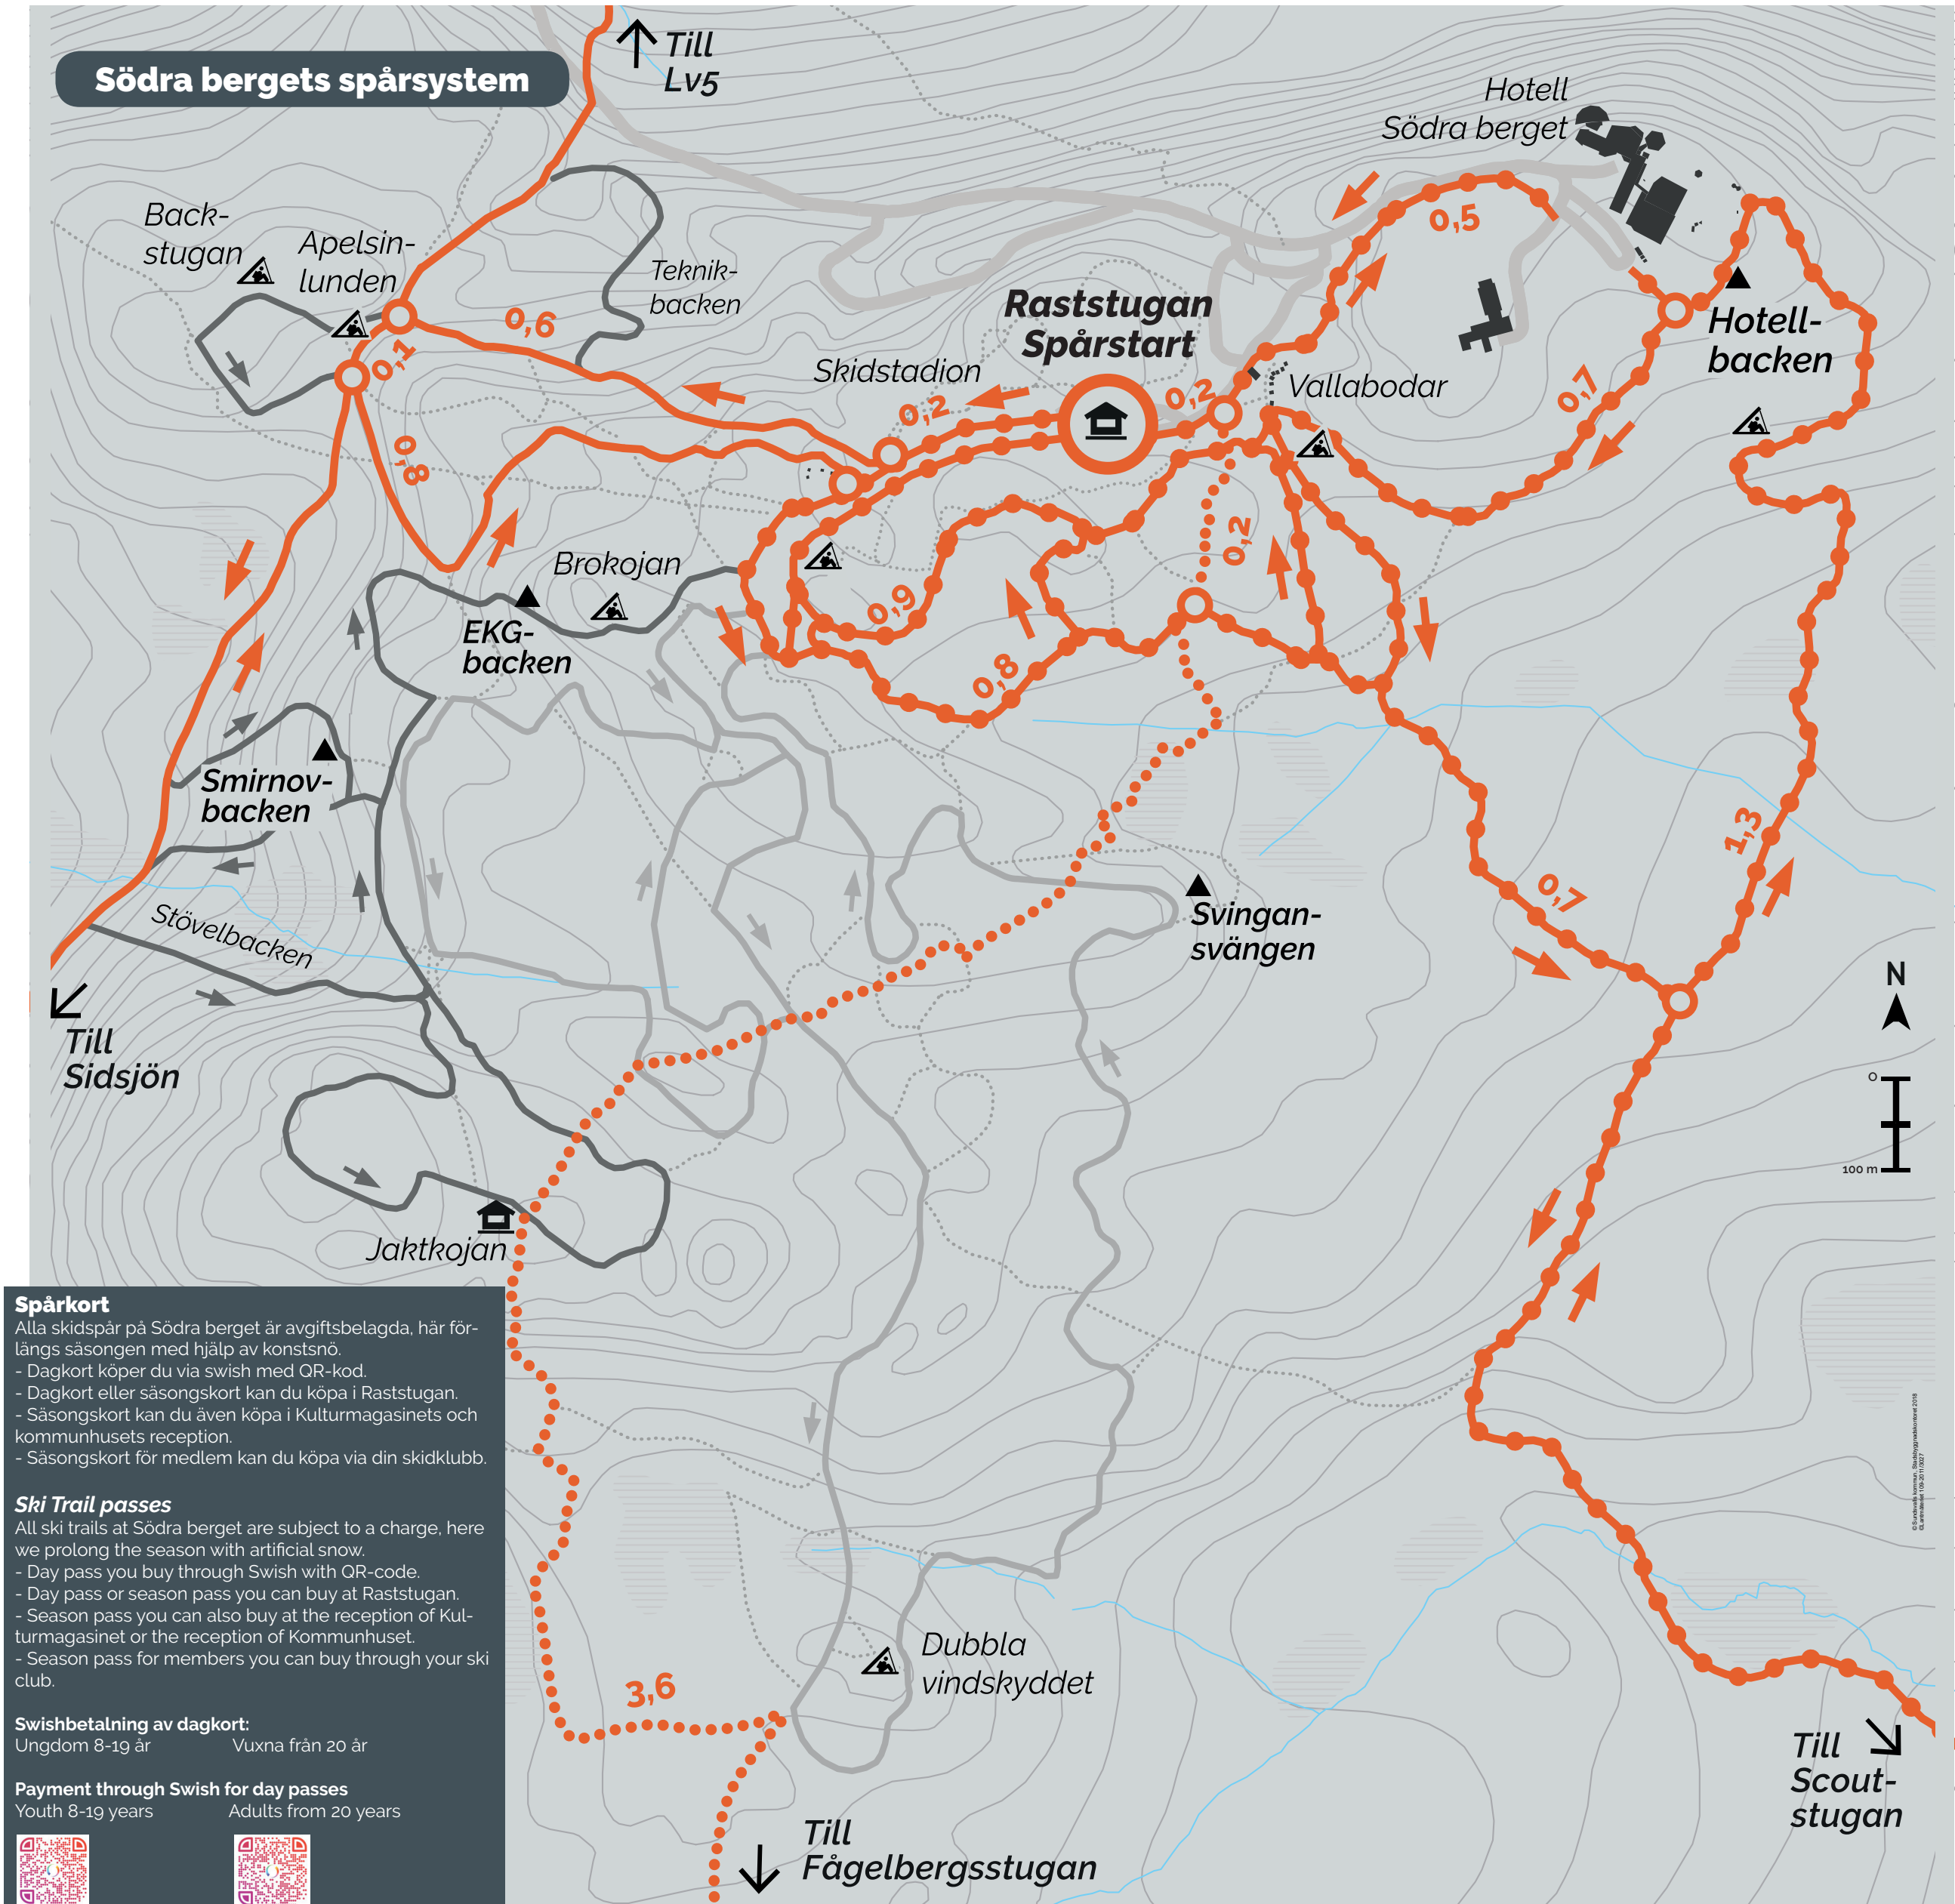 Södra bergets spårsystem
Till
Lv5
Hotell
Södra berget
Back-
stugan
Apelsin-
lunden
Teknik-
backen
0,5
0,6
0,1
Raststugan
Spårstart
Hotell-
backen
Skidstadion
0,2
0,2
Vallabodar
0,7
0,8
0,2
Brokojan
0,9
EKG-
backen
0,8
Smirnov-
backen
1,3
0,7
Stövelbacken
Svingan-
svängen
N
Till
Sidsjön
0
100 m
Jaktkojan
Spårkort
Alla skidspår på Södra berget är avgiftsbelagda, här för-
längs säsongen med hjälp av konstsnö.
- Dagkort köper du via swish med QR-kod.
- Dagkort eller säsongskort kan du köpa i Raststugan.
- Säsongskort kan du även köpa i Kulturmagasinets och
kommunhusets reception.
- Säsongskort för medlem kan du köpa via din skidklubb.
Ski Trail passes
All ski trails at Södra berget are subject to a charge, here
we prolong the season with artificial snow.
- Day pass you buy through Swish with QR-code.
- Day pass or season pass you can buy at Raststugan.
- Season pass you can also buy at the reception of Kul-
turmagasinet or the reception of Kommunhuset.
- Season pass for members you can buy through your ski
club.
Swishbetalning av dagkort:
Ungdom 8-19 år Vuxna från 20 år
Payment through Swish for day passes
Youth 8-19 years Adults from 20 years
© Sundsvalls kommun, Stadsbyggnadskontoret 2018
©Lantmäteriet 109-2011/3027
Dubbla
vindskyddet
3,6
Till
Scout-
stugan
Till
Fågelbergsstugan